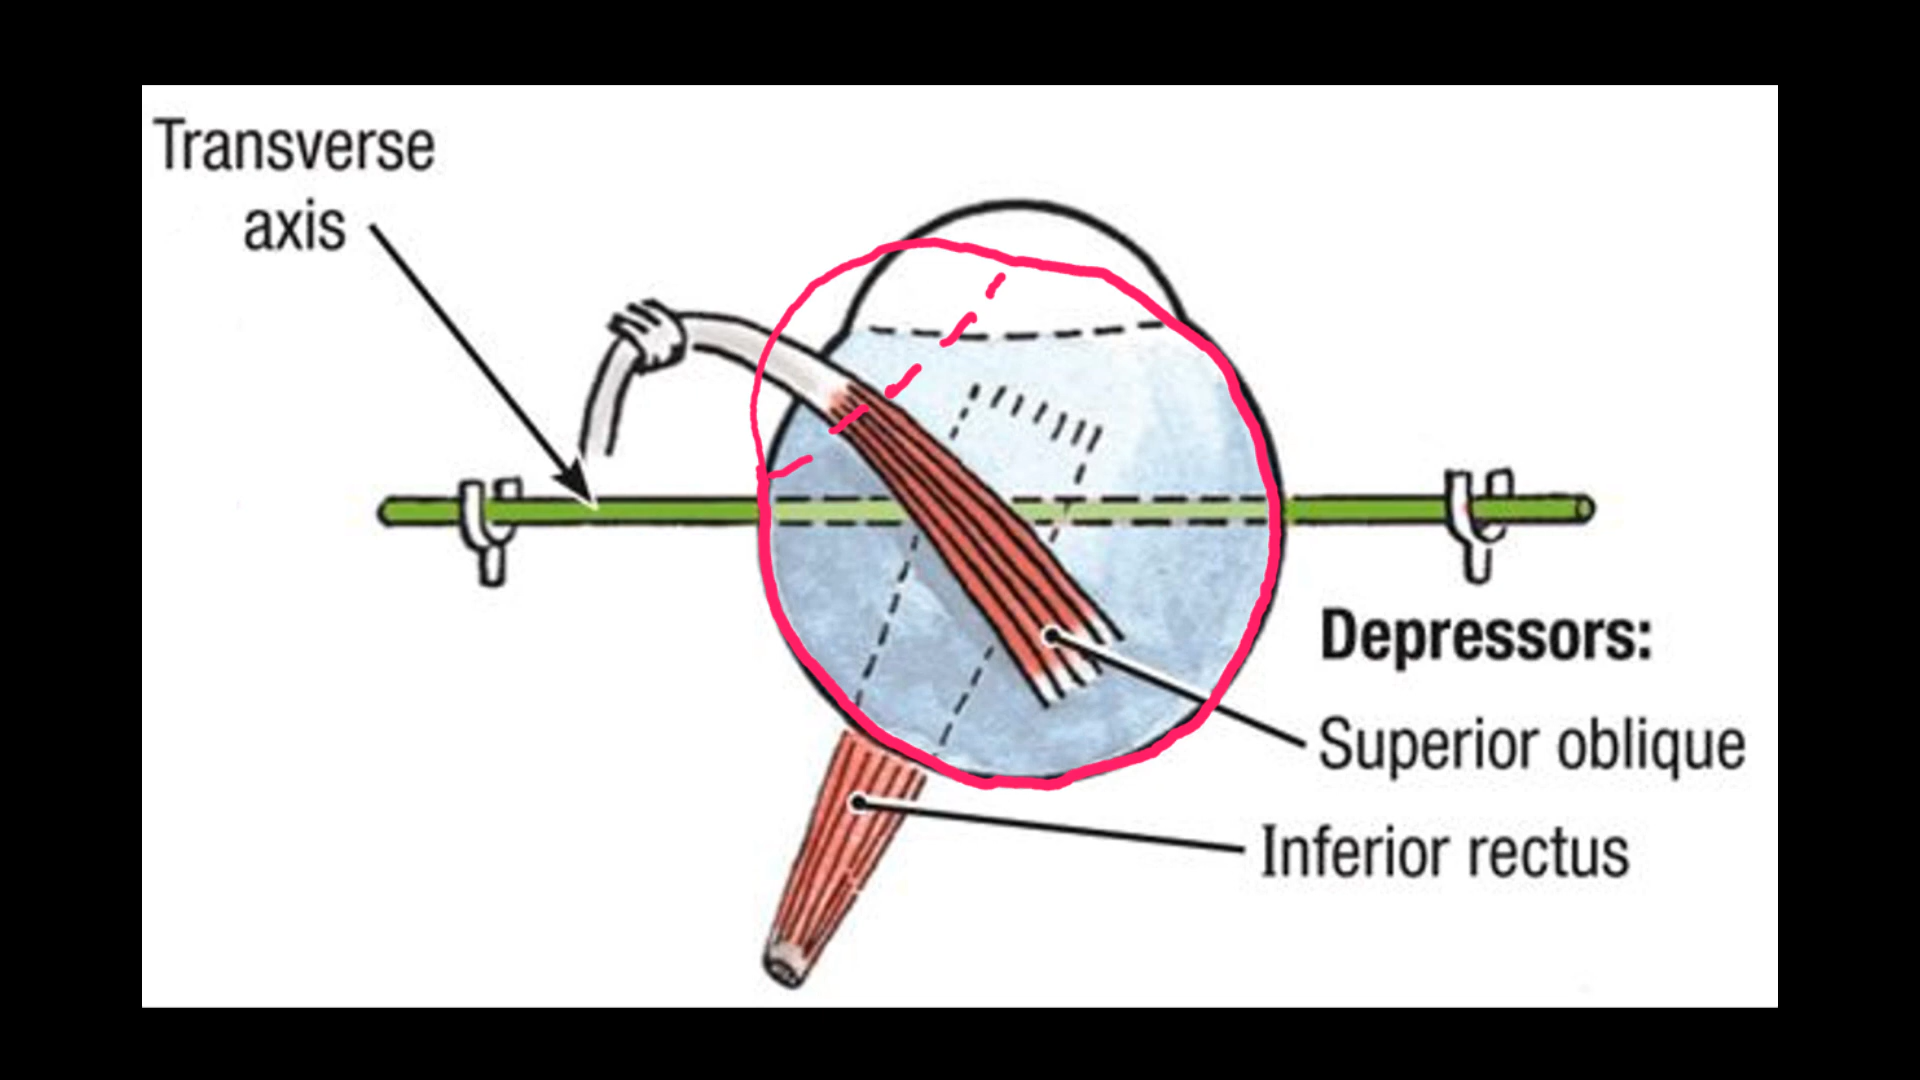 Transverse
axis
Depressors:
Superior oblique
Inferior rectus